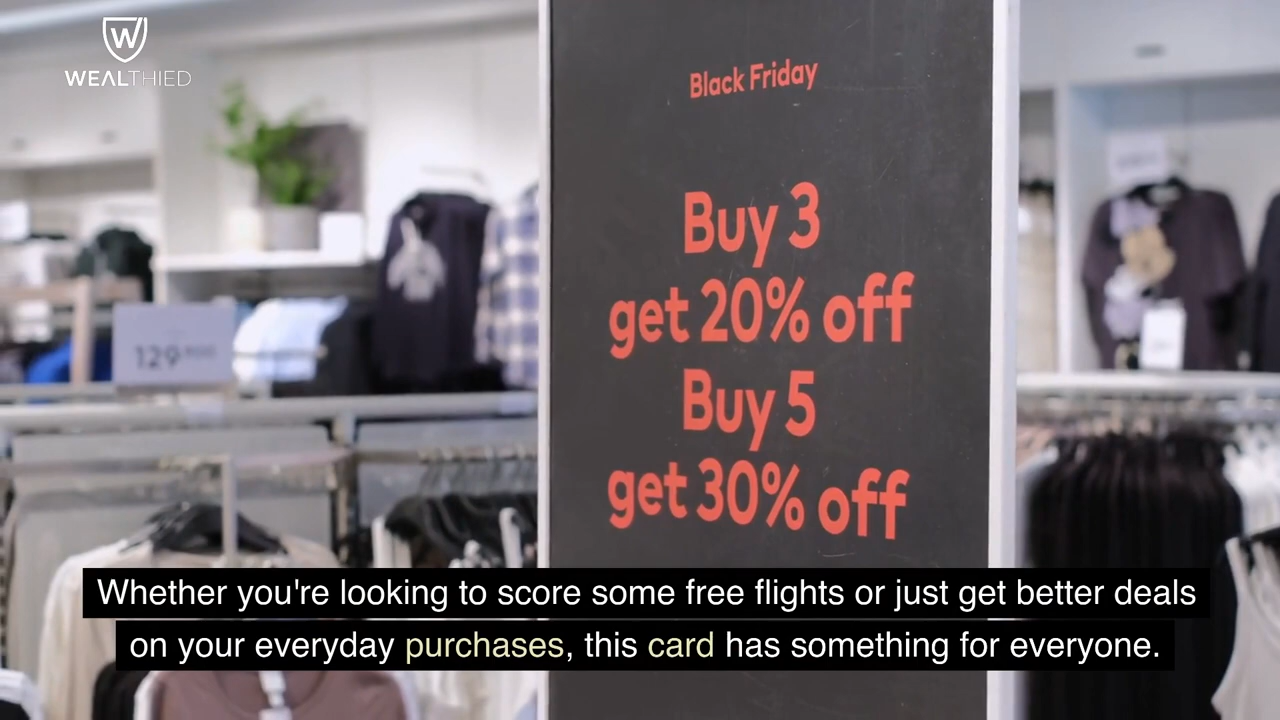 WEALTHIED
Black Friday
Buy 3
get 20% off
Buy 5
get 30% off
129
Whether you're looking to score some free flights or just get better deals
on your everyday purchases, this card has something for everyone.